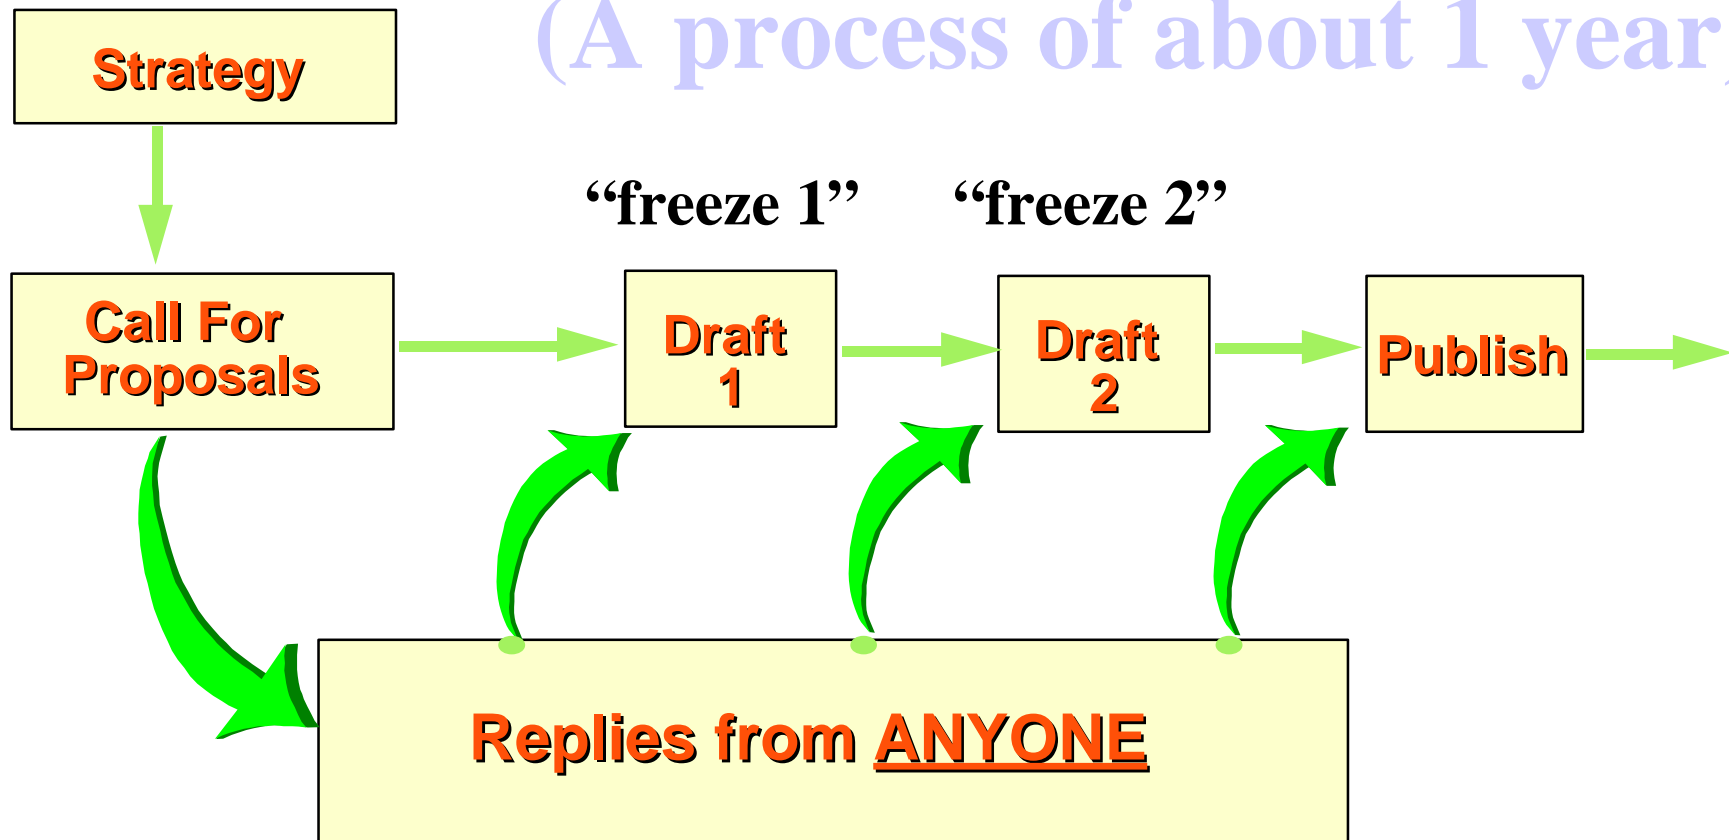 (A process of about 1 year)
Strategy
“freeze 1” “freeze 2”
Call For
Proposals
Draft
1
Draft
2
Publish
Replies from ANYONE